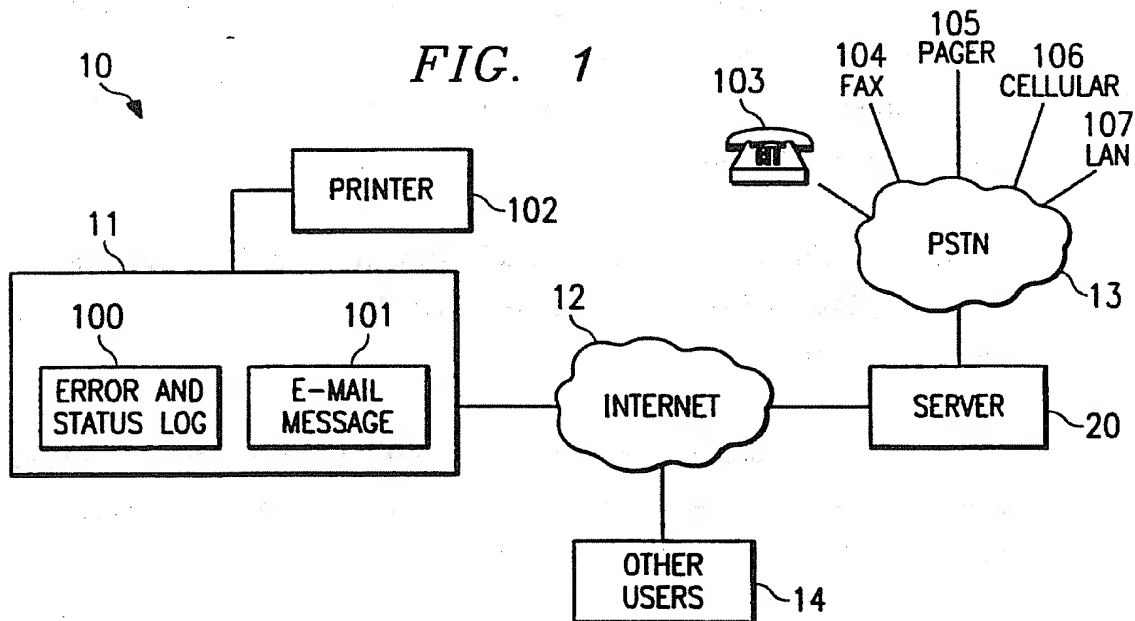 FIG. 1
10
105
PAGER
104
FAX
106
CELLULAR
103
107
LAN
PRINTER
102
11
PSTN
13
100
101
12
ERROR AND
STATUS LOG
E-MAIL
MESSAGE
INTERNET
SERVER
20
OTHER
USERS
14